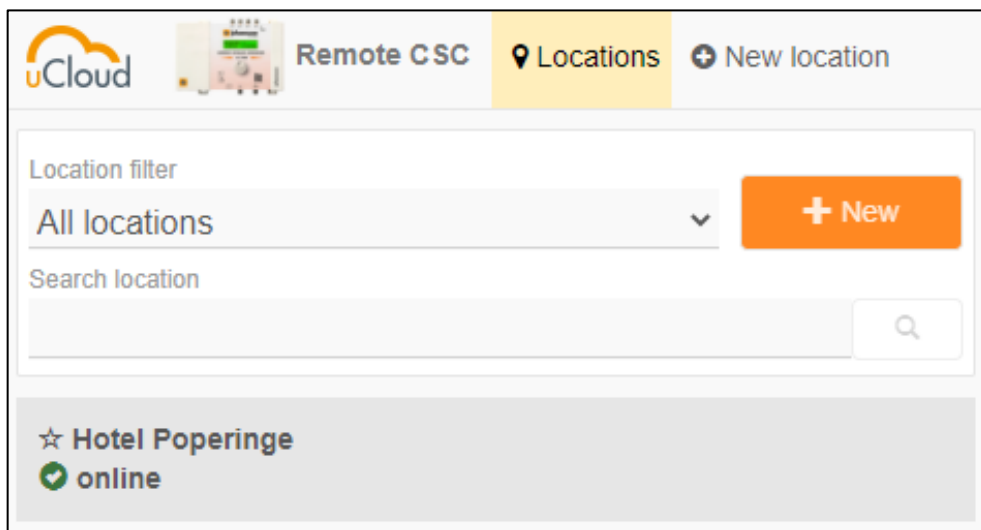 uCloud
Remote CSC
Locations
New location
Location filter
All locations
New
Search location
Hotel Poperinge
online